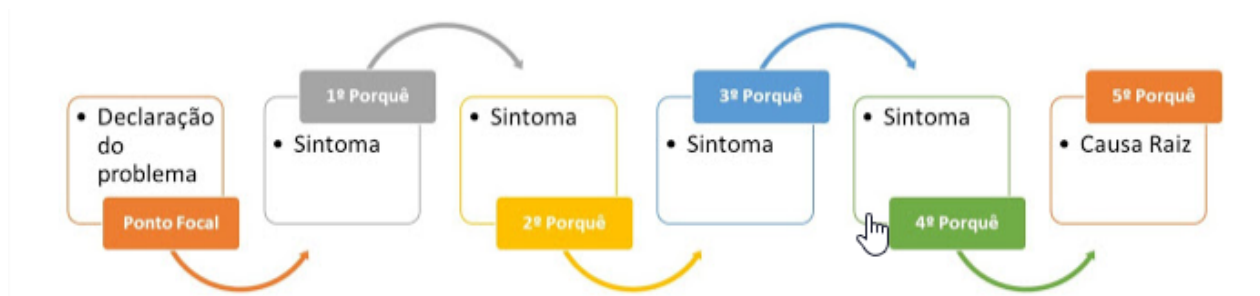 • Declaração
do
problema
Ponto Focal
1º Porquê
• Sintoma
• Sintoma
2º Porquê
3º Porquê
• Sintoma
• Sintoma
4º Porquê
5º Porquê
• Causa Raiz